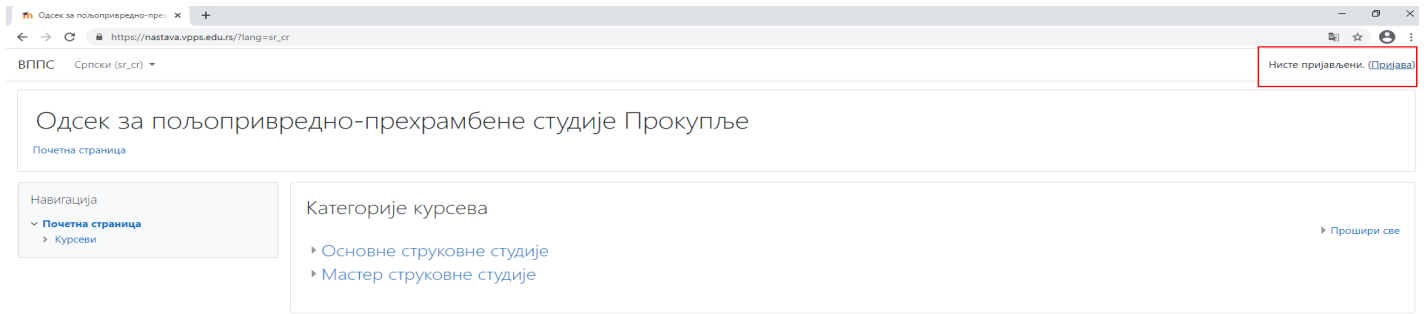 Одсек за пољопривредно-прех
https://nastava.vpps.edu.rs/?lang=sr_cr
ВППС Српски (sr_cr) Нисте пријављени. (Пријава)
Одсек за пољопривредно-прехрамбене студије Прокупље
Почетна страница
Навигација
Почетна страница
Курсеви
Категорије курсева
Прошири све
Основне струковне студије
Мастер струковне студије